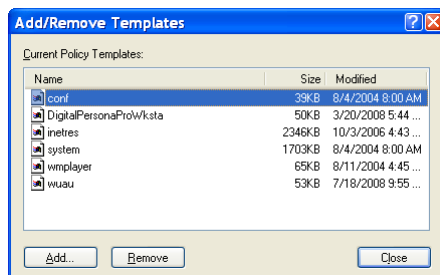 Add/Remove Templates
Current Policy Templates:
Name Size Modified
conf 39KB 8/4/2004 8:00 AM
DigitalPersonaProWksta 50KB 3/20/2008 5:44 ...
inetres 2346KB 10/3/2006 4:43 ...
system 1703KB 8/4/2004 8:00 AM
wmplayer 65KB 8/11/2004 4:45 ...
wuau 53KB 7/18/2008 9:55 ...
Add... Remove Close